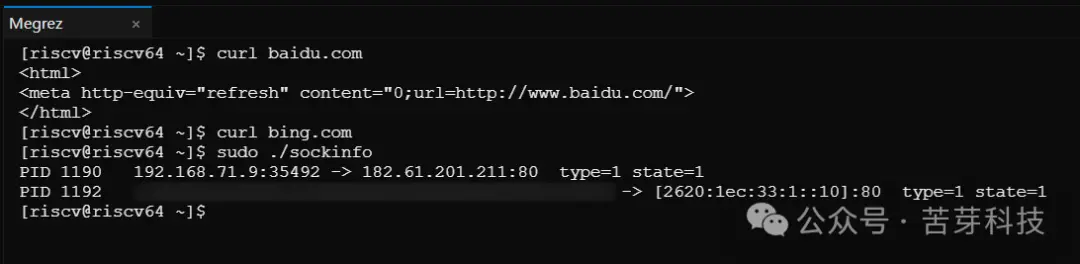 Megrez ×
[riscv@riscv64 ~]$ curl baidu.com
<html>
<meta http-equiv="refresh" content="0;url=http://www.baidu.com/">
</html>
[riscv@riscv64 ~]$ curl bing.com
[riscv@riscv64 ~]$ sudo ./sockinfo
PID 1190 192.168.71.9:35492 -> 182.61.201.211:80 type=1 state=1
PID 1192 -> [2620:1ec:33:1::10]:80 type=1 state=1
[riscv@riscv64 ~]$
公众号 · 苦芽科技